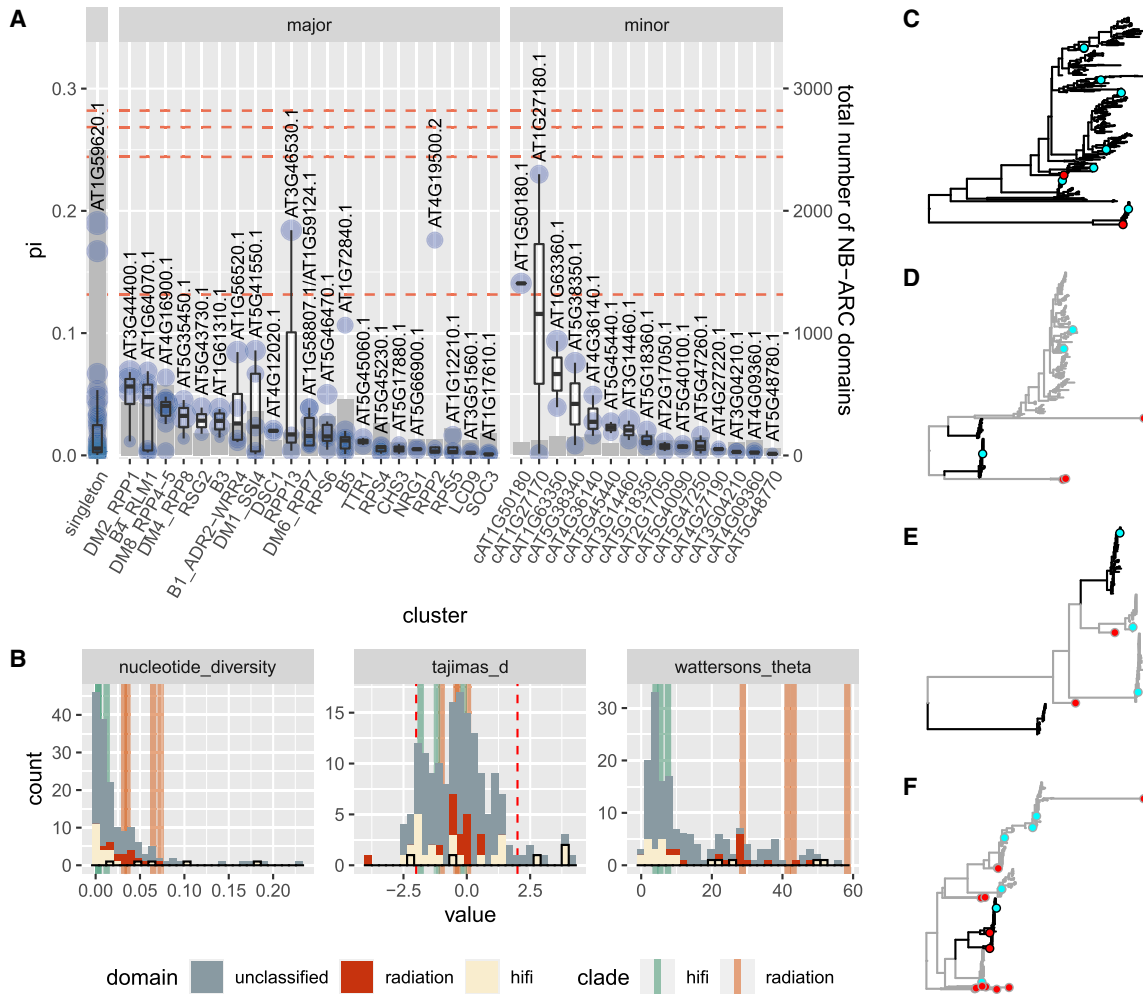 A
major
minor
0.3
0.2
0.1
0.0
pi
3000
2000
1000
0
total number of NB−ARC domains
AT1G59620.1
AT3G44400.1
AT1G64070.1
AT4G16900.1
AT5G35450.1
AT5G43730.1
AT1G61310.1
AT1G56520.1
AT5G41550.1
AT4G12020.1
AT3G46530.1
AT1G58807.1/AT1G59124.1
AT5G46470.1
AT1G72840.1
AT5G45060.1
AT5G45230.1
AT5G17880.1
AT5G66900.1
AT4G19500.2
AT1G12210.1
AT3G51560.1
AT1G17610.1
AT1G50180.1
AT1G27180.1
AT1G63360.1
AT5G38350.1
AT4G36140.1
AT5G45440.1
AT3G14460.1
AT5G18360.1
AT2G17050.1
AT5G40100.1
AT5G47260.1
AT4G27220.1
AT3G04210.1
AT4G09360.1
AT5G48780.1
singleton
DM2_RPP1
B4_RLM1
DM8_RPP4−5
DM4_RPP8
RSG2
B3
B1_ADR2−WRR4
DM1_SSI4
DSC1
RPP13
RPP7
DM6_RPS6
B5
TTR1
RPS4
CHS3
NRG1
RPP2
RPS5
LCD9
SOC3
cAT1G50180
cAT1G27170
cAT1G63350
cAT5G38340
cAT4G36140
cAT5G45440
cAT3G14460
cAT5G18350
cAT2G17050
cAT5G40090
cAT5G47250
cAT4G27190
cAT3G04210
cAT4G09360
cAT5G48770
cluster
B
nucleotide_diversity
tajimas_d
wattersons_theta
count
40
30
20
10
0
0.00
0.05
0.10
0.15
0.20
15
10
5
0
−2.5
0.0
2.5
30
20
10
0
0
20
40
60
value
domain
unclassified
radiation
hifi
clade
hifi
radiation
C
D
E
F